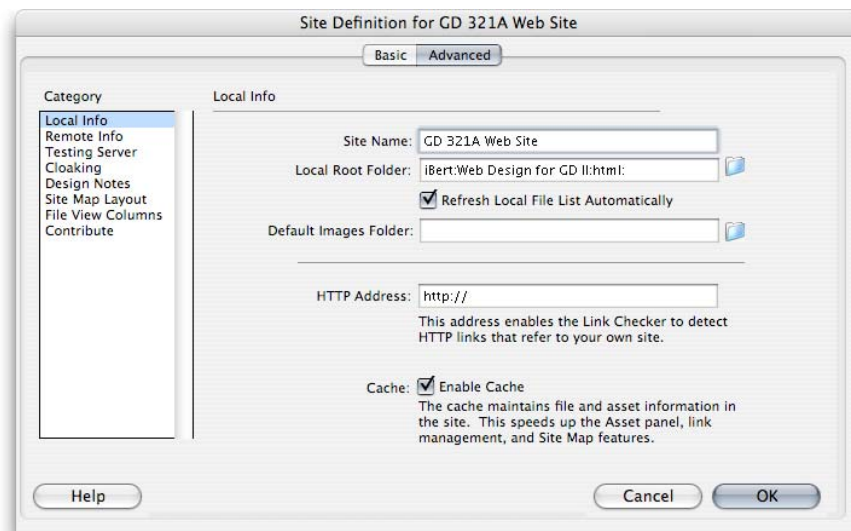 Site Definition for GD 321A Web Site
Basic
Advanced
Category
Local Info
Remote Info
Testing Server
Cloaking
Design Notes
Site Map Layout
File View Columns
Contribute
Local Info
Site Name: GD 321A Web Site
Local Root Folder: iBert:Web Design for GD II:html:
Refresh Local File List Automatically
Default Images Folder:
HTTP Address: http://
This address enables the Link Checker to detect
HTTP links that refer to your own site.
Cache: Enable Cache
The cache maintains file and asset information in
the site. This speeds up the Asset panel, link
management, and Site Map features.
Help
Cancel
OK